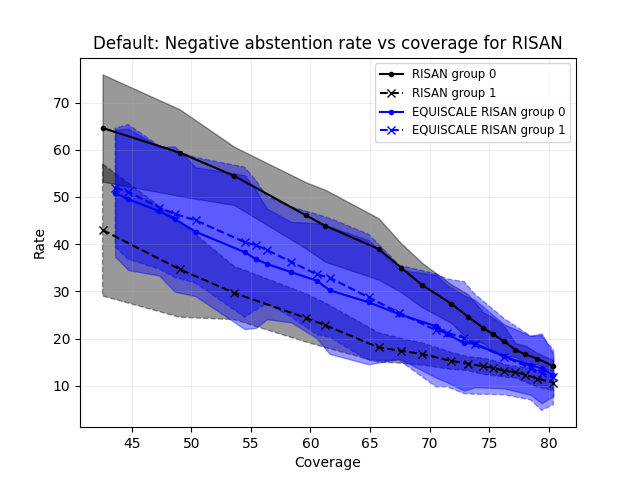 Default: Negative abstention rate vs coverage for RISAN
RISAN group 0
RISAN group 1
EQUISCALE RISAN group 0
EQUISCALE RISAN group 1
70
60
50
40
30
20
10
Rate
45 50 55 60 65 70 75 80
Coverage